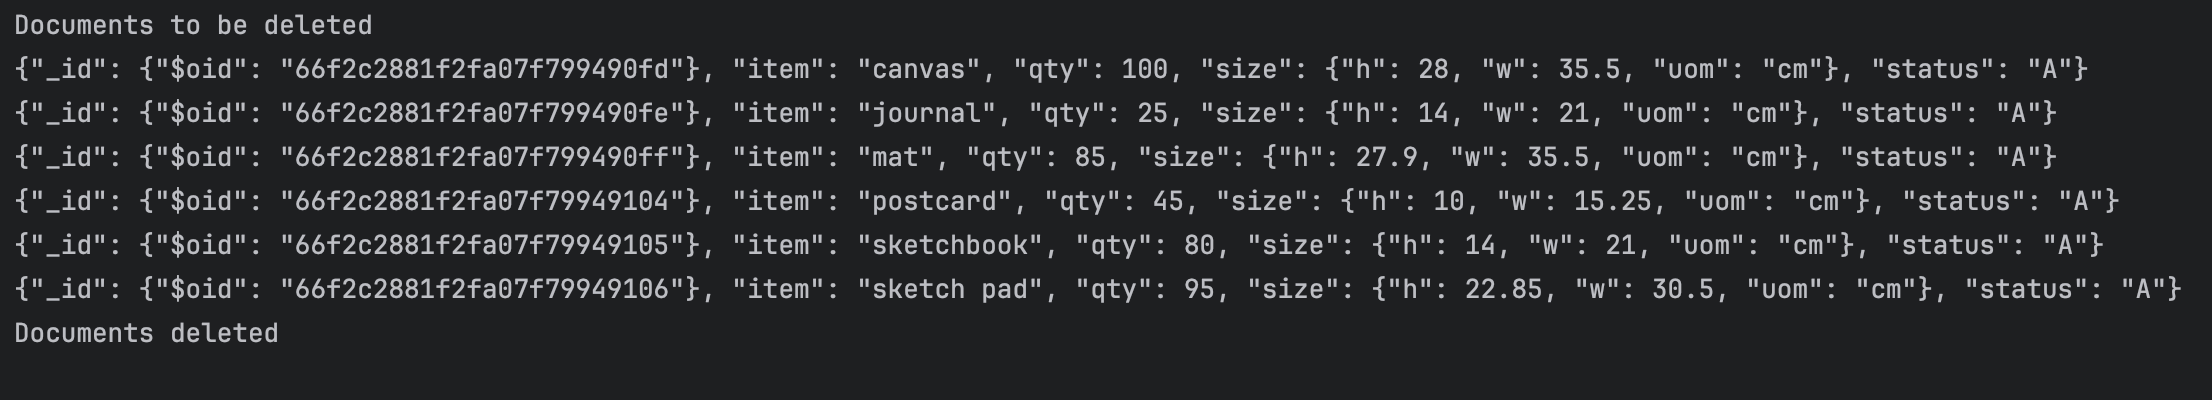 Documents to be deleted
{"_id": {"$oid": "66f2c2881f2fa07f799490fd"}, "item": "canvas", "qty": 100, "size": {"h": 28, "w": 35.5, "uom": "cm"}, "status": "A"}
{"_id": {"$oid": "66f2c2881f2fa07f799490fe"}, "item": "journal", "qty": 25, "size": {"h": 14, "w": 21, "uom": "cm"}, "status": "A"}
{"_id": {"$oid": "66f2c2881f2fa07f799490ff"}, "item": "mat", "qty": 85, "size": {"h": 27.9, "w": 35.5, "uom": "cm"}, "status": "A"}
{"_id": {"$oid": "66f2c2881f2fa07f79949104"}, "item": "postcard", "qty": 45, "size": {"h": 10, "w": 15.25, "uom": "cm"}, "status": "A"}
{"_id": {"$oid": "66f2c2881f2fa07f79949105"}, "item": "sketchbook", "qty": 80, "size": {"h": 14, "w": 21, "uom": "cm"}, "status": "A"}
{"_id": {"$oid": "66f2c2881f2fa07f79949106"}, "item": "sketch pad", "qty": 95, "size": {"h": 22.85, "w": 30.5, "uom": "cm"}, "status": "A"}
Documents deleted